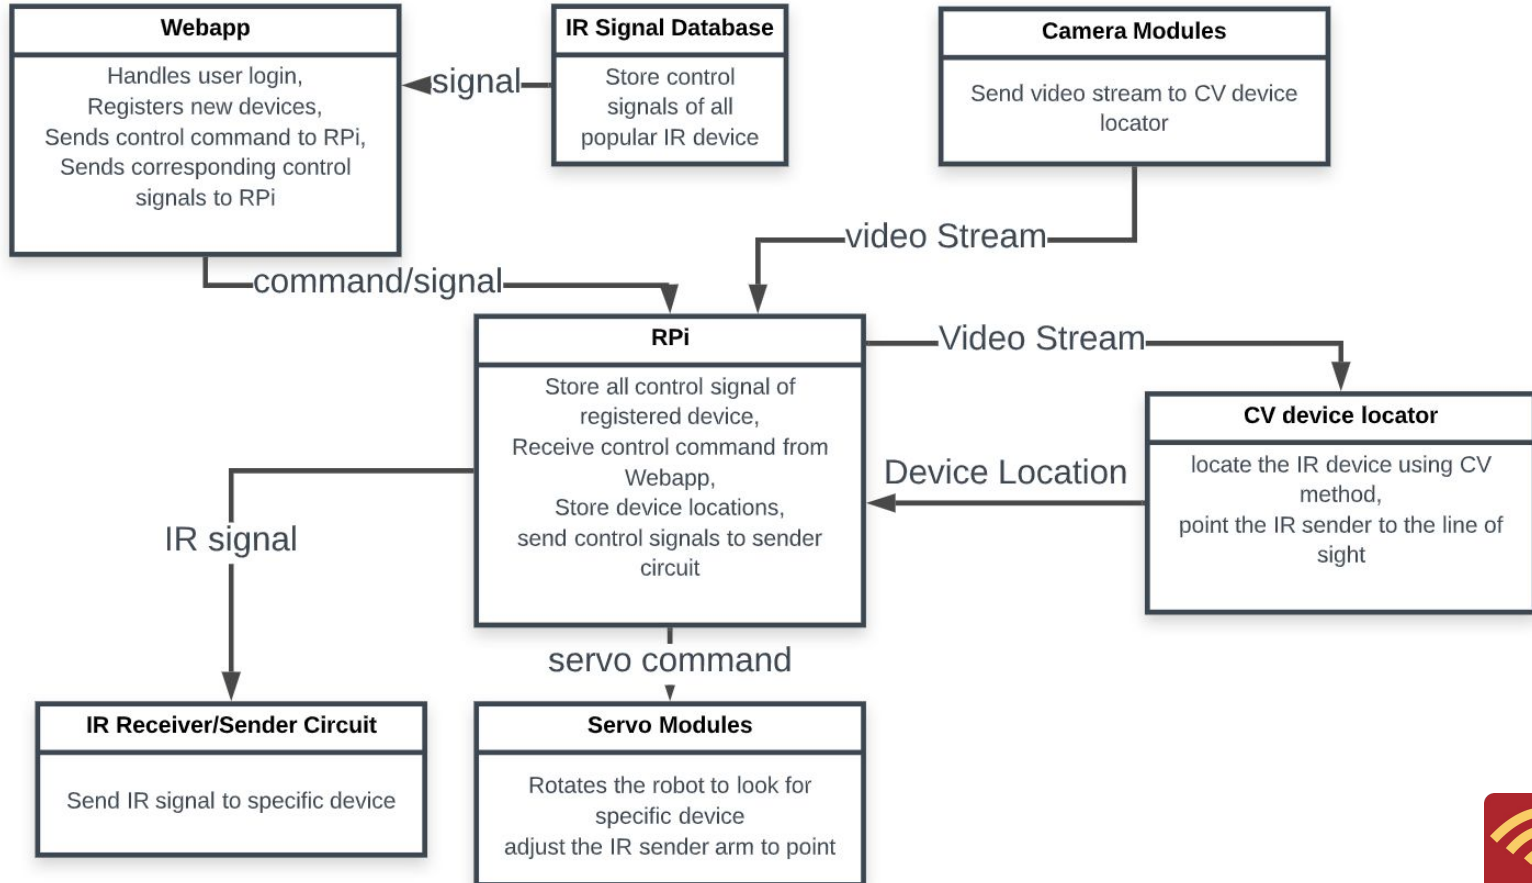 Webapp
Handles user login,
Registers new devices,
Sends control command to RPi,
Sends corresponding control
signals to RPi
signal
IR Signal Database
Store control
signals of all
popular IR device
Camera Modules
Send video stream to CV device
locator
video Stream
command/signal
RPi
Store all control signal of
registered device,
Receive control command from
Webapp,
Store device locations,
send control signals to sender
circuit
Video Stream
CV device locator
locate the IR device using CV
method,
point the IR sender to the line of
sight
Device Location
IR signal
servo command
IR Receiver/Sender Circuit
Send IR signal to specific device
Servo Modules
Rotates the robot to look for
specific device
adjust the IR sender arm to point